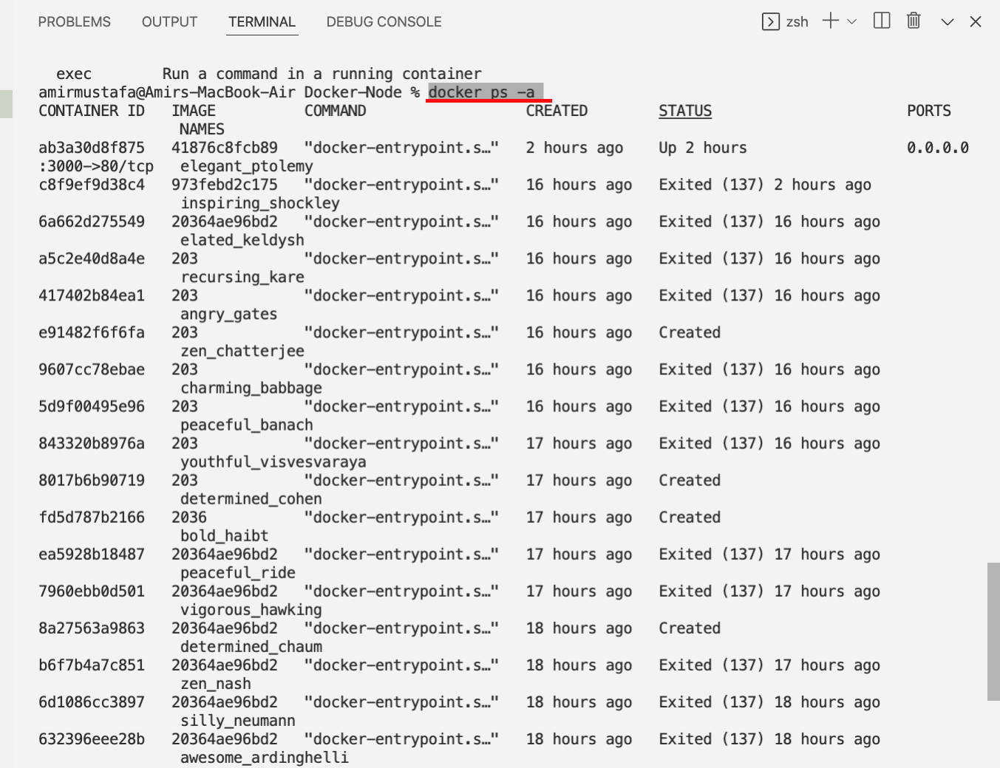 PROBLEMS OUTPUT TERMINAL DEBUG CONSOLE zsh
exec Run a command in a running container
amirmustafa@Amirs-MacBook-Air Docker-Node % docker ps -a
CONTAINER ID IMAGE COMMAND CREATED STATUS PORTS
NAMES
ab3a30d8f875 41876c8fcb89 "docker-entrypoint.s…" 2 hours ago Up 2 hours 0.0.0.0
:3000->80/tcp elegant_ptolemy
c8f9ef9d38c4 973febd2c175 "docker-entrypoint.s…" 16 hours ago Exited (137) 2 hours ago
inspiring_shockley
6a662d275549 20364ae96bd2 "docker-entrypoint.s…" 16 hours ago Exited (137) 16 hours ago
elated_keldysh
a5c2e40d8a4e 203 "docker-entrypoint.s…" 16 hours ago Exited (137) 16 hours ago
recursing_kare
417402b84ea1 203 "docker-entrypoint.s…" 16 hours ago Exited (137) 16 hours ago
angry_gates
e91482f6f6fa 203 "docker-entrypoint.s…" 16 hours ago Created
zen_chatterjee
9607cc78ebae 203 "docker-entrypoint.s…" 16 hours ago Exited (137) 16 hours ago
charming_babbage
5d9f00495e96 203 "docker-entrypoint.s…" 16 hours ago Exited (137) 16 hours ago
peaceful_banach
843320b8976a 203 "docker-entrypoint.s…" 17 hours ago Exited (137) 16 hours ago
youthful_visvesvaraya
8017b6b90719 203 "docker-entrypoint.s…" 17 hours ago Created
determined_cohen
fd5d787b2166 2036 "docker-entrypoint.s…" 17 hours ago Created
bold_haibt
ea5928b18487 20364ae96bd2 "docker-entrypoint.s…" 17 hours ago Exited (137) 17 hours ago
peaceful_ride
7960ebb0d501 20364ae96bd2 "docker-entrypoint.s…" 17 hours ago Exited (137) 17 hours ago
vigorous_hawking
8a27563a9863 20364ae96bd2 "docker-entrypoint.s…" 18 hours ago Created
determined_chaum
b6f7b4a7c851 20364ae96bd2 "docker-entrypoint.s…" 18 hours ago Exited (137) 17 hours ago
zen_nash
6d1086cc3897 20364ae96bd2 "docker-entrypoint.s…" 18 hours ago Exited (137) 18 hours ago
silly_neumann
632396eee28b 20364ae96bd2 "docker-entrypoint.s…" 18 hours ago Exited (137) 18 hours ago
awesome_ardinghelli